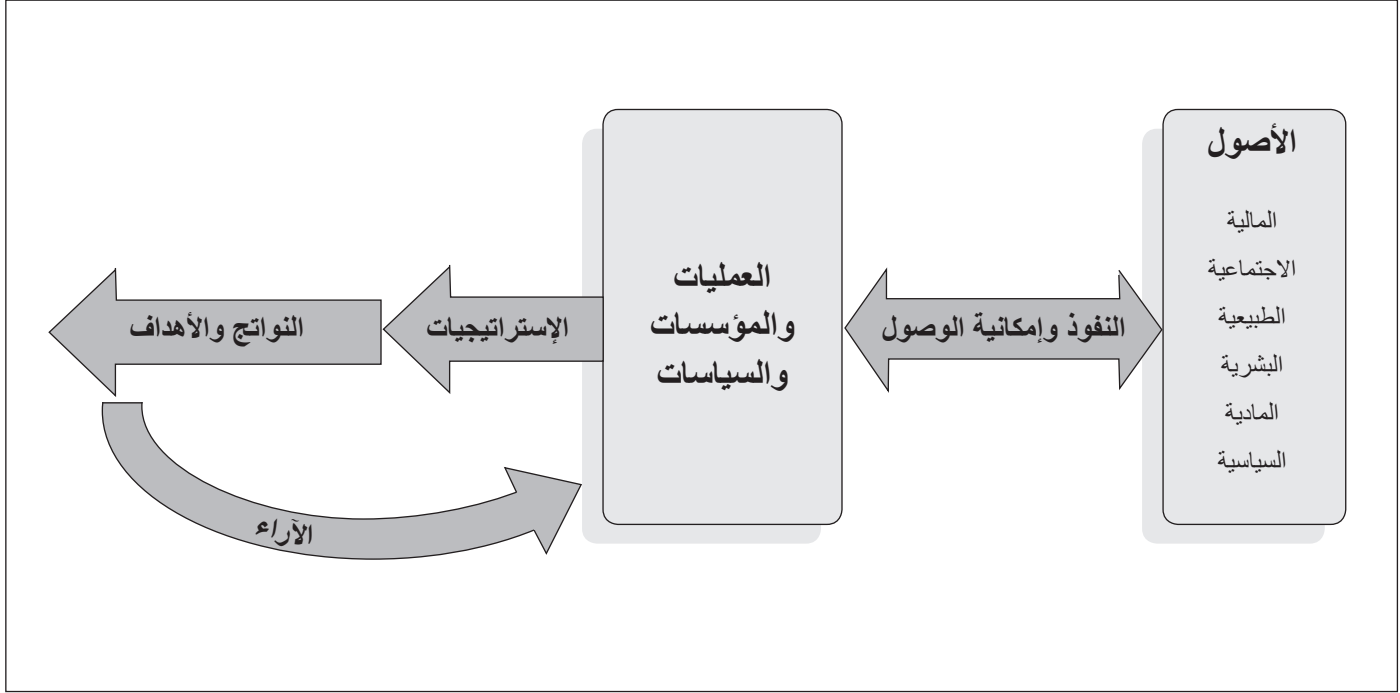 الأصول
المالية
الاجتماعية
الطبيعية
البشرية
المادية
السياسية
النفوذ وإمكانية الوصول
العمليات
والمؤسسات
والسياسات
الإستراتيجيات
النواتج والأهداف
الآراء